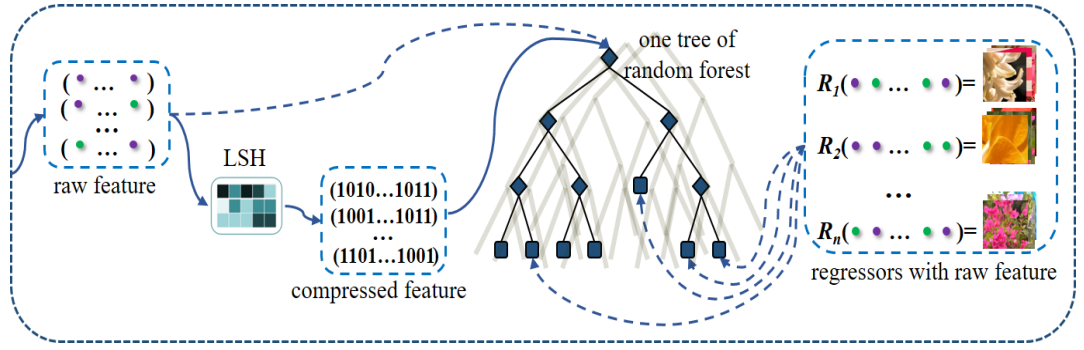 ( … )
( … )
…
( … )
raw feature
LSH
(1010…1011)
(1001…1011)
…
(1101…1001)
compressed feature
one tree of
random forest
R1( … )=
R2( … )=
…
Rn( … )=
regressors with raw feature